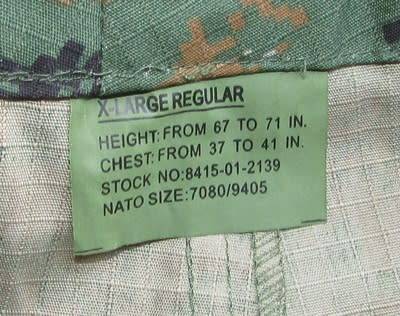 X-LARGE REGULAR
HEIGHT: FROM 67 TO 71 IN.
CHEST: FROM 37 TO 41 IN.
STOCK NO:8415-01-2139
NATO SIZE:7080/9405